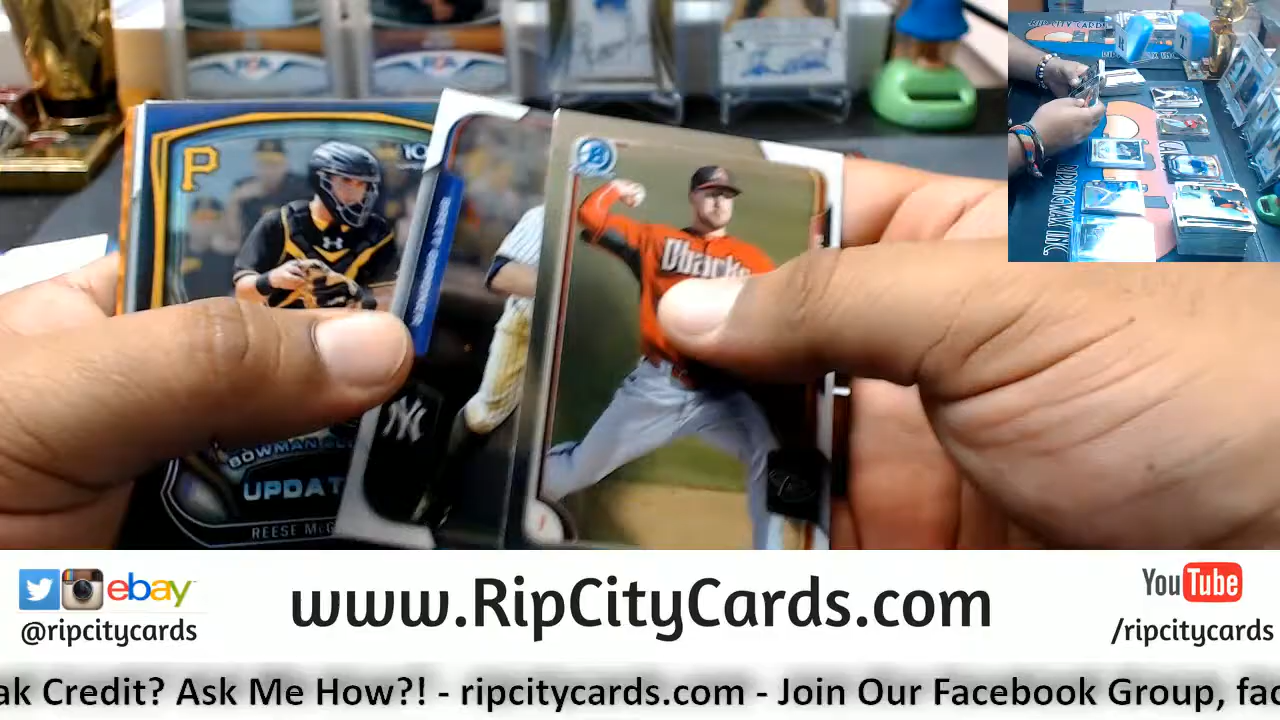 RIP CITY CARDS
P
10
B
Dbacks
NY
BOWMAN
UPDAT
REESE McG
ebay
@ripcitycards
www.RipCityCards.com
YouTube
/ripcitycards
ak Credit? Ask Me How?! - ripcitycards.com - Join Our Facebook Group, fac